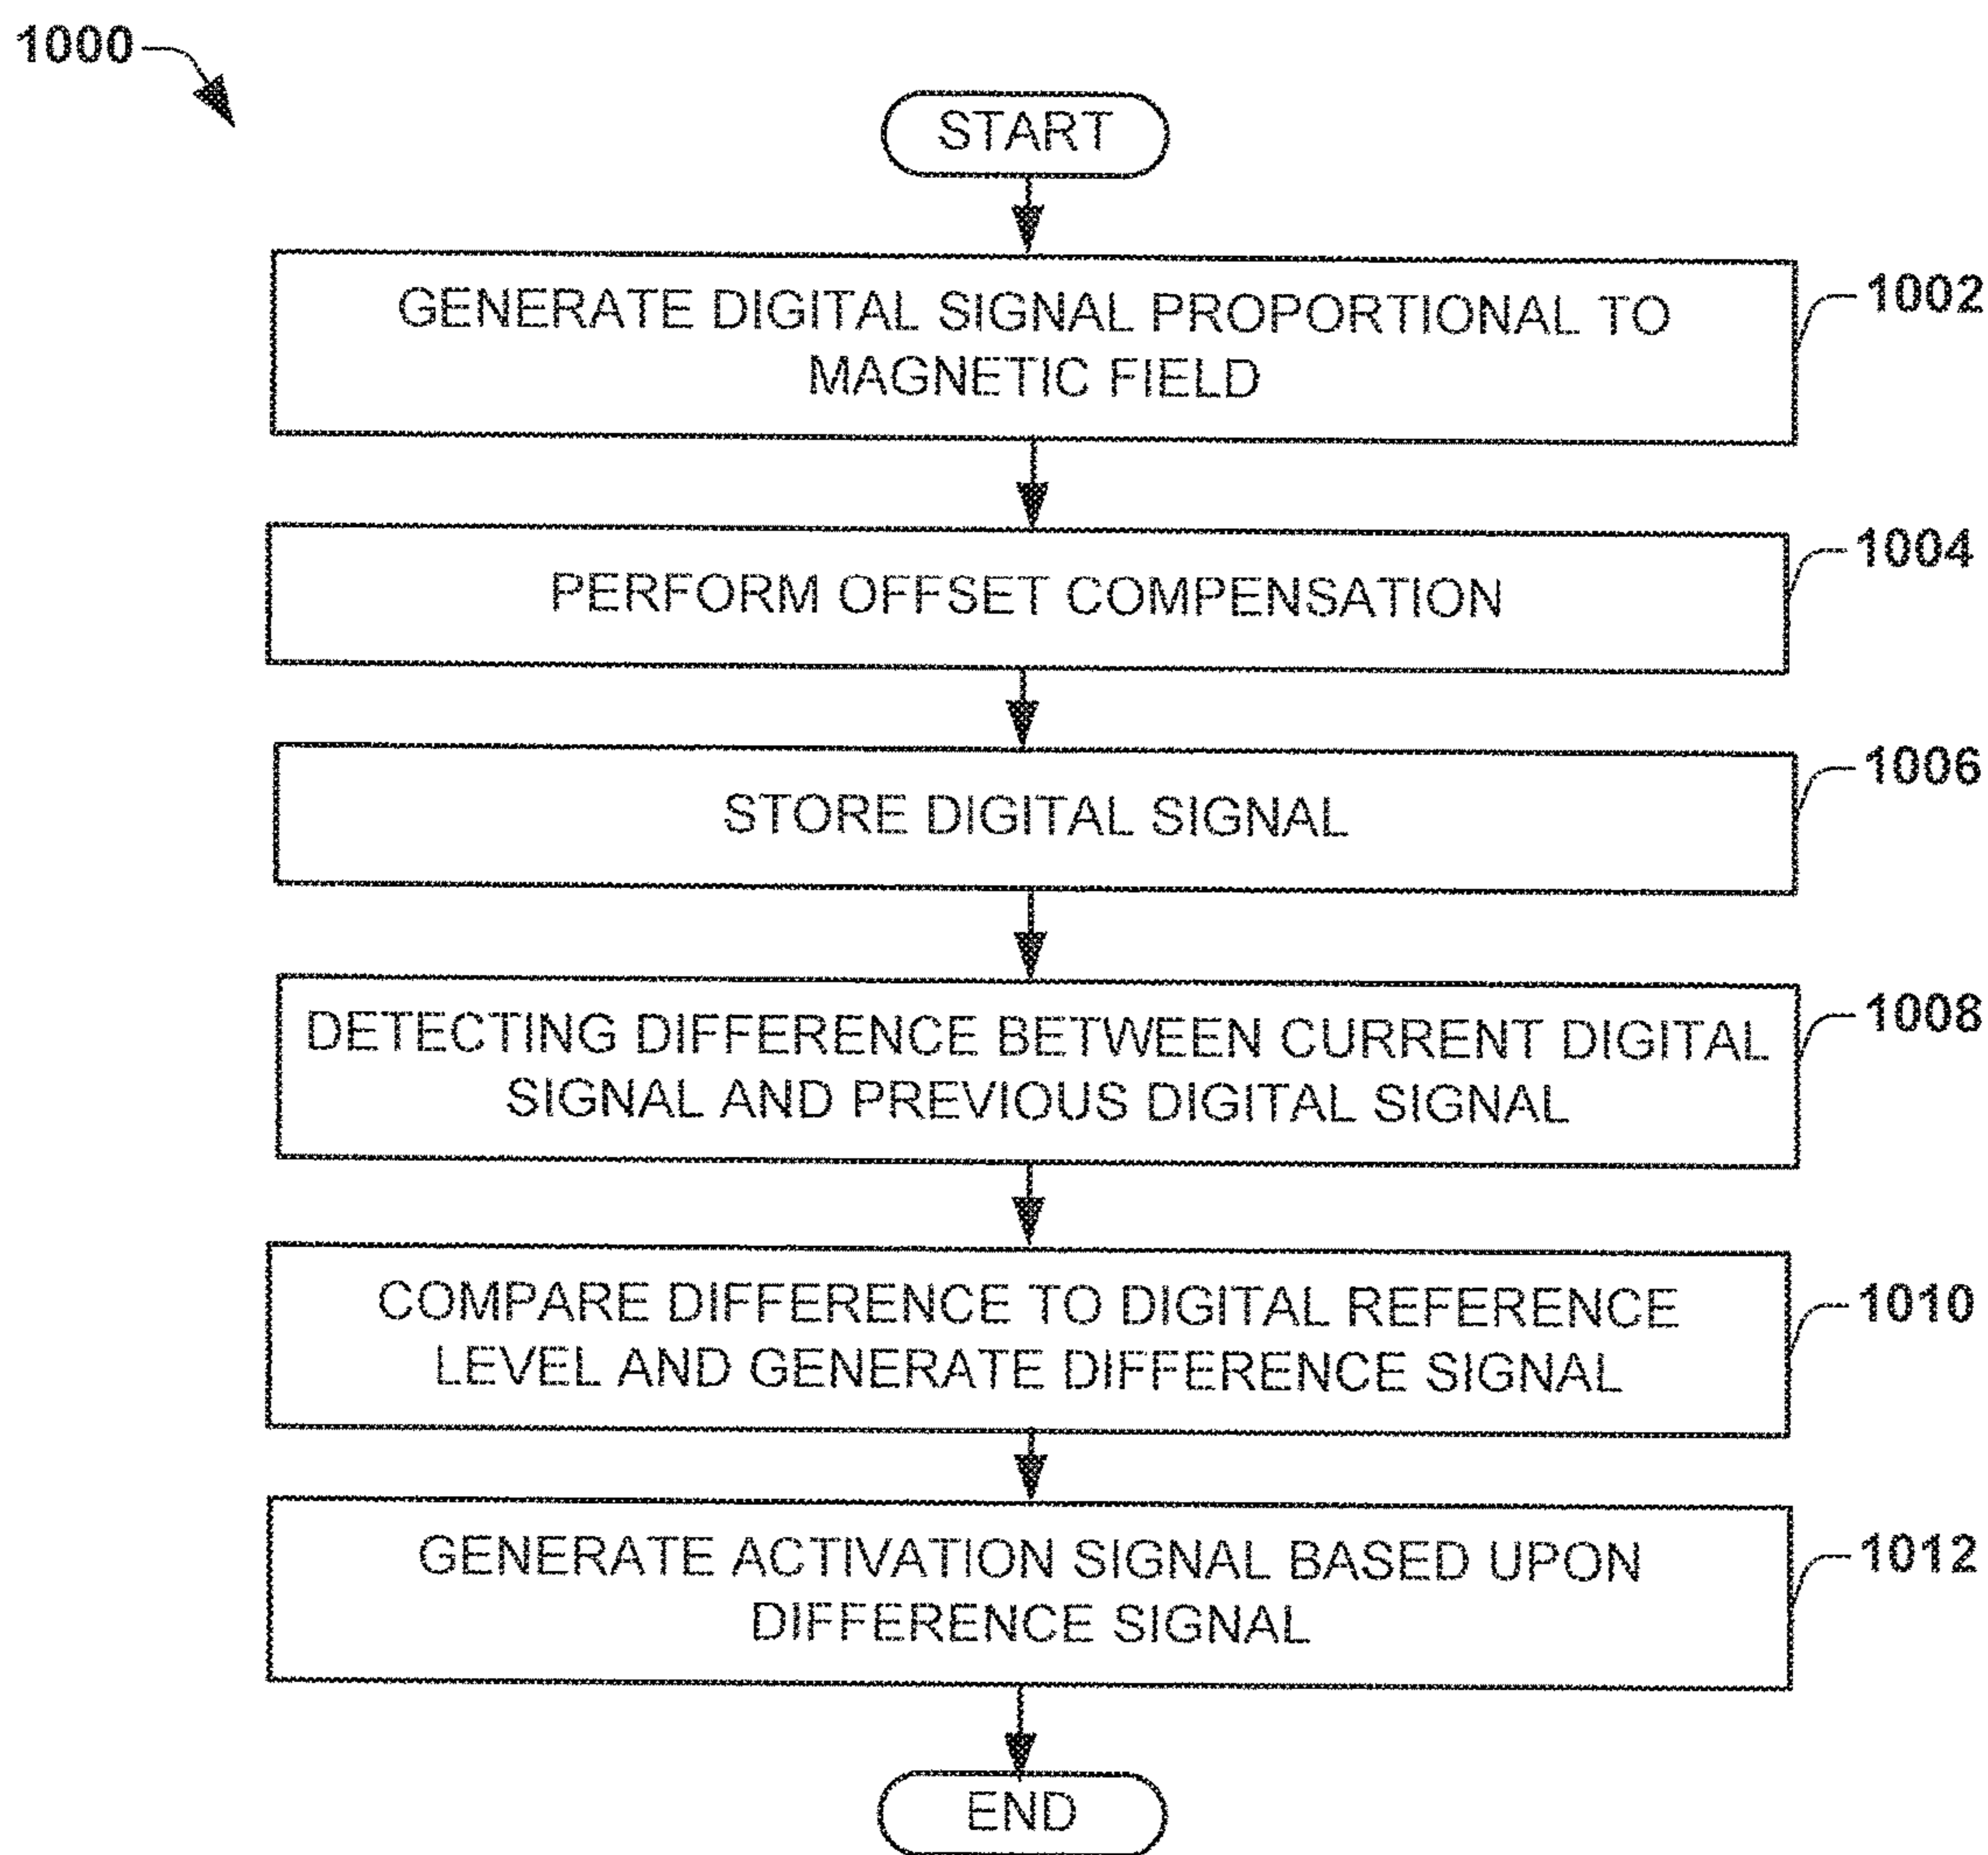 1000
START
GENERATE DIGITAL SIGNAL PROPORTIONAL TO
MAGNETIC FIELD
1002
PERFORM OFFSET COMPENSATION
1004
STORE DIGITAL SIGNAL
1006
DETECTING DIFFERENCE BETWEEN CURRENT DIGITAL
SIGNAL AND PREVIOUS DIGITAL SIGNAL
1008
COMPARE DIFFERENCE TO DIGITAL REFERENCE
LEVEL AND GENERATE DIFFERENCE SIGNAL
1010
GENERATE ACTIVATION SIGNAL BASED UPON
DIFFERENCE SIGNAL
1012
END